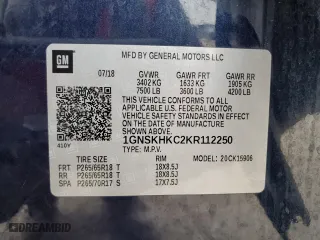 GM
MFD BY GENERAL MOTORS LLC
07/18 GVWR GAWR FRT GAWR RR
3402 KG 1633 KG 1905 KG
7500 LB 3600 LB 4200 LB
THIS VEHICLE CONFORMS TO ALL APPLICABLE
U.S. FEDERAL MOTOR VEHICLE SAFETY AND
THEFT PREVENTION STANDARDS IN EFFECT ON
THE DATE OF MANUFACTURE SHOWN ABOVE.
1GNSKHKC2KR112250
TYPE: M.P.V. MODEL: 20CK15906
TIRE SIZE RIM
FRT P265/65R18 T 18X8.5J
RR P265/65R18 T 18X8.5J
SPA P265/70R17 S 17X7.5J